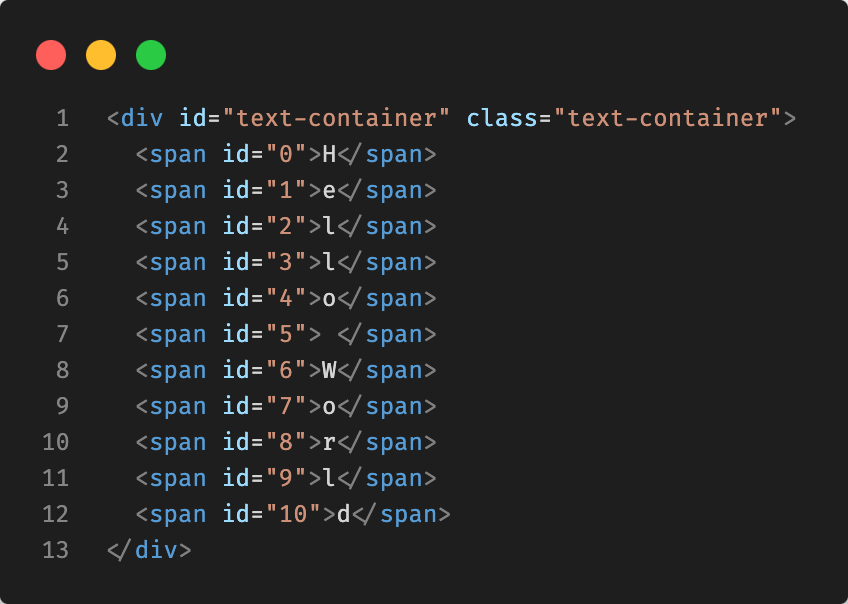 1 <div id="text-container" class="text-container">
2   <span id="0">H</span>
3   <span id="1">e</span>
4   <span id="2">l</span>
5   <span id="3">l</span>
6   <span id="4">o</span>
7   <span id="5"> </span>
8   <span id="6">W</span>
9   <span id="7">o</span>
10   <span id="8">r</span>
11   <span id="9">l</span>
12   <span id="10">d</span>
13 </div>